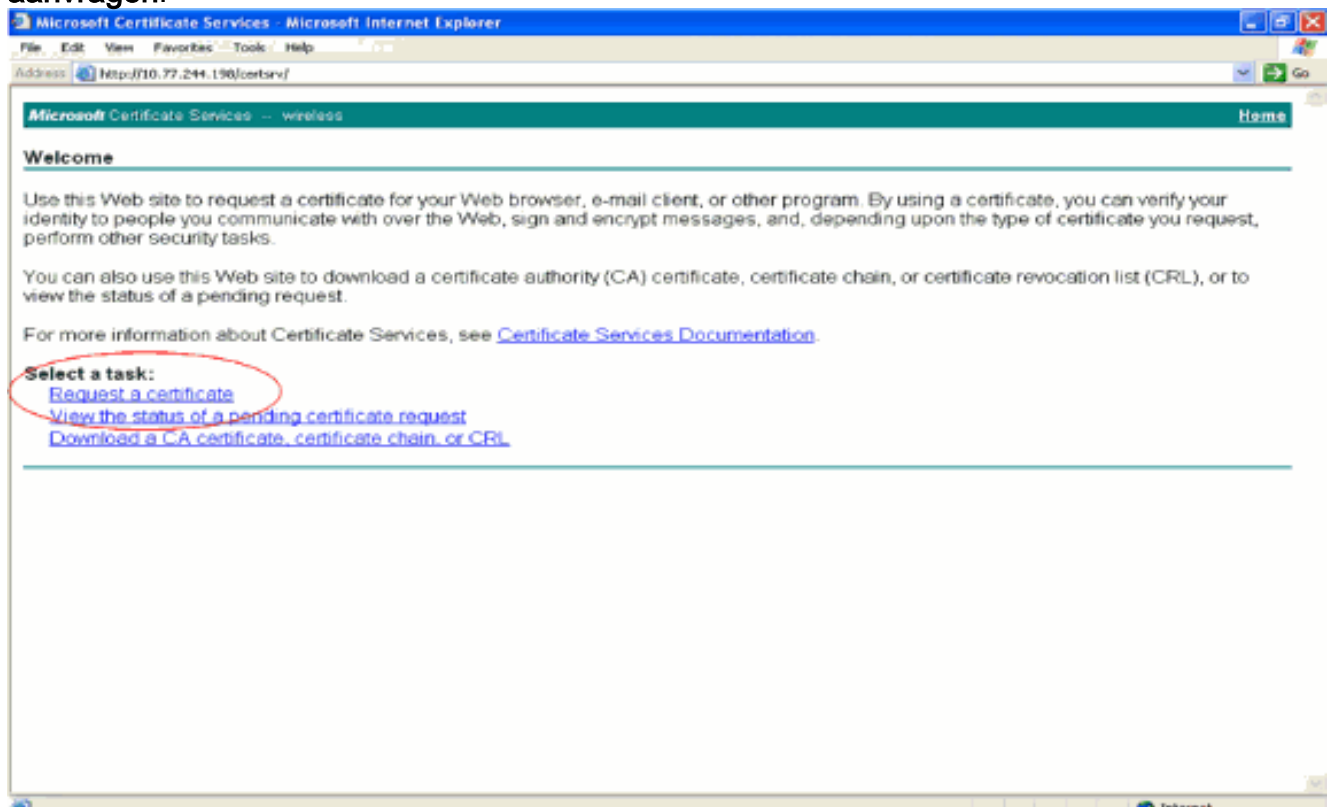 aanvragen.
Microsoft Certificate Services - Microsoft Internet Explorer
File Edit View Favorites Tools Help
Address http://10.77.244.198/certsrv/ Go
Microsoft Certificate Services -- wireless Home
Welcome
Use this Web site to request a certificate for your Web browser, e-mail client, or other program. By using a certificate, you can verify your
identity to people you communicate with over the Web, sign and encrypt messages, and, depending upon the type of certificate you request,
perform other security tasks.
You can also use this Web site to download a certificate authority (CA) certificate, certificate chain, or certificate revocation list (CRL), or to
view the status of a pending request.
For more information about Certificate Services, see Certificate Services Documentation.
Select a task:
Request a certificate
View the status of a pending certificate request
Download a CA certificate, certificate chain, or CRL
Internet